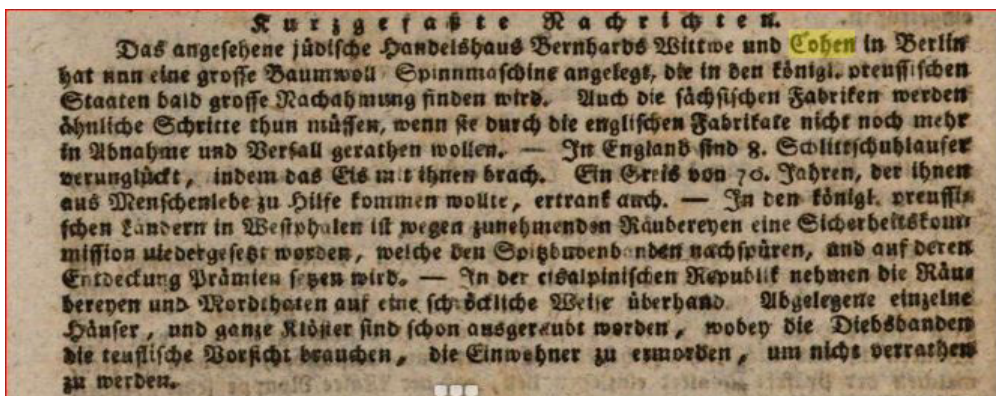 Kurzgefaßte Nachrichten.
Das angesehene jüdische Handelshaus Bernhards Wittwe und Cohen in Berlin
hat nun eine grosse Baumwoll Spinnmaschine angelegt, die in den königl. preussischen
Staaten bald grosse Nachahmung finden wird. Auch die sächsischen Fabriken werden
ähnliche Schritte thun müssen, wenn sie durch die englischen Fabrikate nicht noch mehr
in Abnahme und Verfall gerathen wollen. — In England sind 8. Schlittschuhlaufer
verunglückt, indem das Eis mit ihnen brach. Ein Greis von 70. Jahren, der ihnen
aus Menschenlebe zu Hilfe kommen wollte, ertrank auch. — In den königl. preussi-
schen Ländern in Westphalen ist wegen zunehmenden Räubereyen eine Sicherheitskom-
mission niedergesetzt worden, welche den Spitzbubenbanden nachspüren, und auf deren
Entdeckung Prämien setzen wird. — In der cisalpinischen Republik nehmen die Räu-
bereyen und Mordthaten auf eine schröckliche Weise überhand. Abgelegene einzelne
Häuser, und ganze Klöster sind schon ausgeraubt worden, wobey die Diebsbanden
die teuflische Vorsicht brauchen, die Einwohner zu ermorden, um nicht verrathen
zu werden.